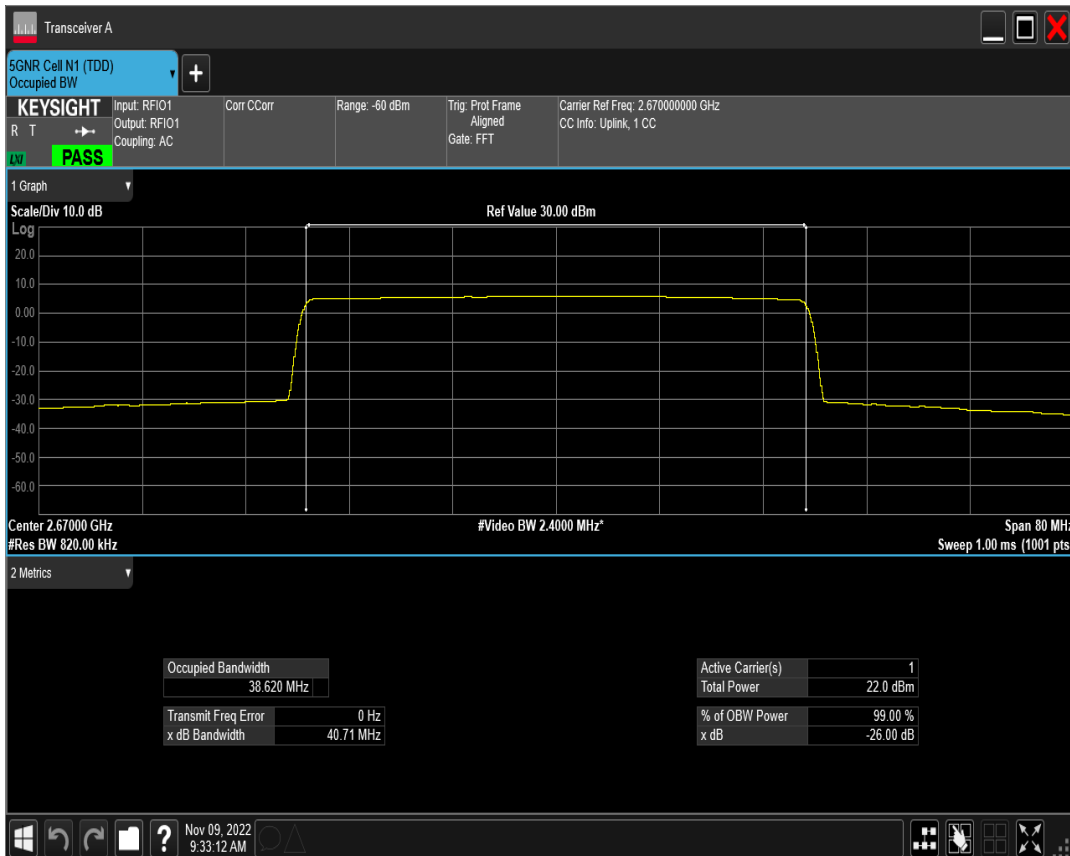 Transceiver A
5GNR Cell N1 (TDD)
Occupied BW
+
KEYSIGHT
R T
LXI
PASS
Input: RFIO1
Output: RFIO1
Coupling: AC
Corr CCorr
Range: -60 dBm
Trig: Prot Frame
Aligned
Gate: FFT
Carrier Ref Freq: 2.670000000 GHz
CC Info: Uplink, 1 CC
1 Graph
Scale/Div 10.0 dB
Ref Value 30.00 dBm
Log
20.0
10.0
0.00
-10.0
-20.0
-30.0
-40.0
-50.0
-60.0
Center 2.67000 GHz
#Video BW 2.4000 MHz*
Span 80 MHz
#Res BW 820.00 kHz
Sweep 1.00 ms (1001 pts
2 Metrics
Occupied Bandwidth
38.620 MHz
Transmit Freq Error 0 Hz
x dB Bandwidth 40.71 MHz
Active Carrier(s) 1
Total Power 22.0 dBm
% of OBW Power 99.00 %
x dB -26.00 dB
?
Nov 09, 2022
9:33:12 AM